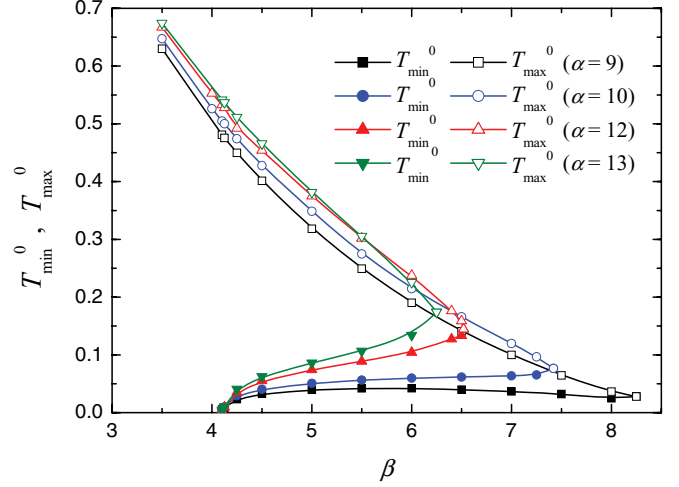 0.7
0.6
0.5
0.4
0.3
0.2
0.1
0.0
T_min^0 , T_max^0
T_min^0 T_max^0 (α = 9)
T_min^0 T_max^0 (α = 10)
T_min^0 T_max^0 (α = 12)
T_min^0 T_max^0 (α = 13)
3 4 5 6 7 8
β